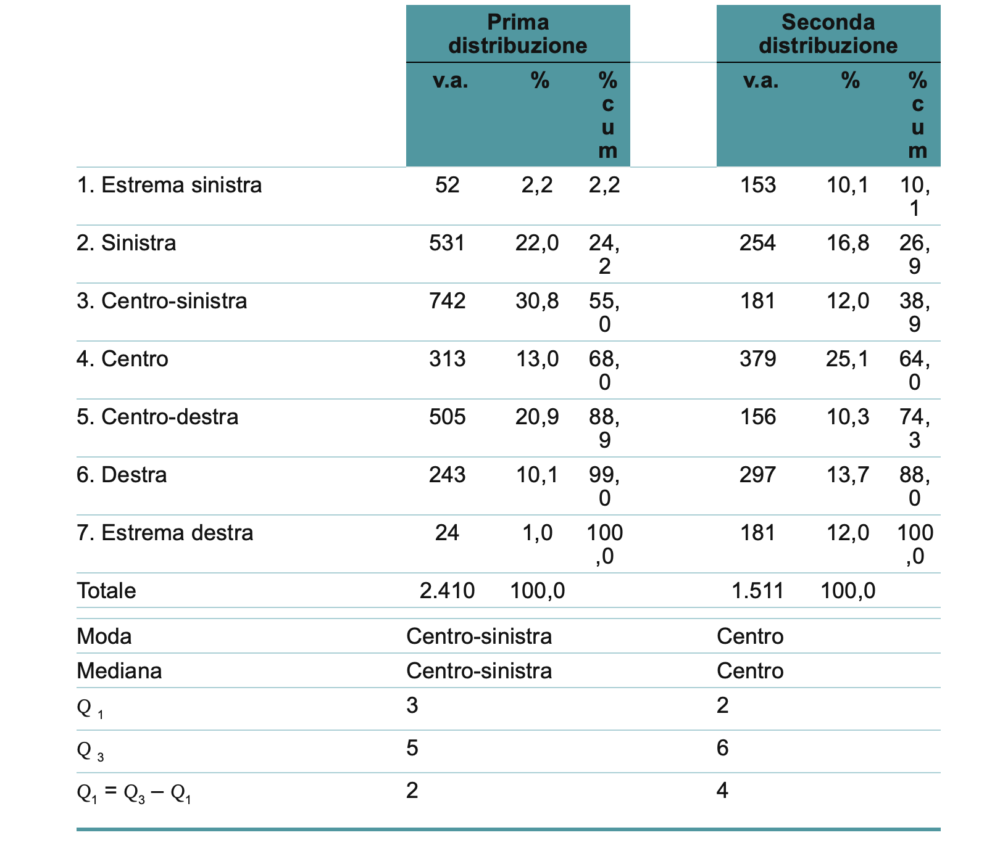 Prima distribuzione Seconda distribuzione
v.a. % % cum v.a. % % cum
1. Estrema sinistra 52 2,2 2,2 153 10,1 10,1
2. Sinistra 531 22,0 24,2 254 16,8 26,9
3. Centro-sinistra 742 30,8 55,0 181 12,0 38,9
4. Centro 313 13,0 68,0 379 25,1 64,0
5. Centro-destra 505 20,9 88,9 156 10,3 74,3
6. Destra 243 10,1 99,0 297 13,7 88,0
7. Estrema destra 24 1,0 100,0 181 12,0 100,0
Totale 2.410 100,0 1.511 100,0
Moda Centro-sinistra Centro
Mediana Centro-sinistra Centro
Q 1 3 2
Q 3 5 6
Q1 = Q3 – Q1 2 4